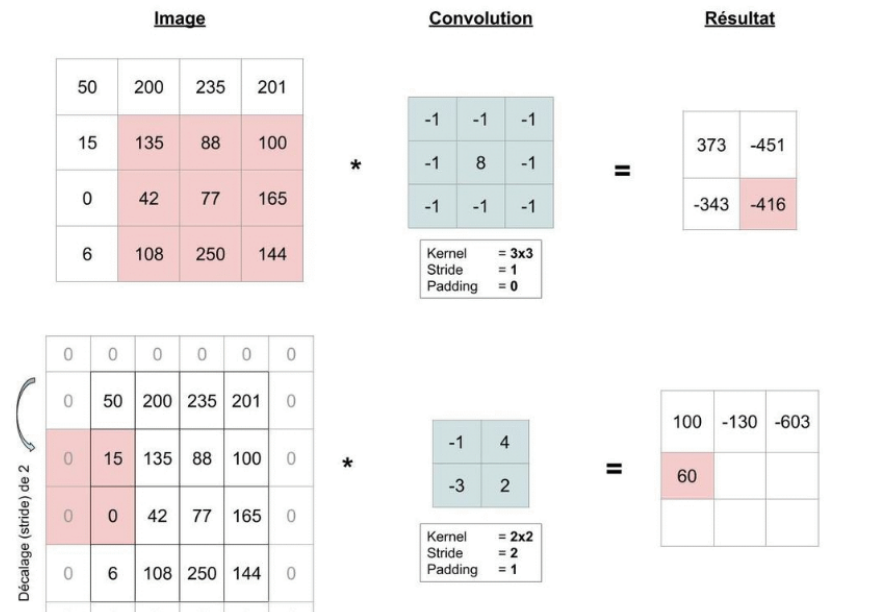 Image Convolution Résultat
50 200 235 201
15 135 88 100
0 42 77 165
6 108 250 144
*
-1 -1 -1
-1 8 -1
-1 -1 -1
Kernel = 3x3
Stride = 1
Padding = 0
=
373 -451
-343 -416
Décalage (stride) de 2
0 0 0 0 0 0
0 50 200 235 201 0
0 15 135 88 100 0
0 0 42 77 165 0
0 6 108 250 144 0
*
-1 4
-3 2
Kernel = 2x2
Stride = 2
Padding = 1
=
100 -130 -603
60